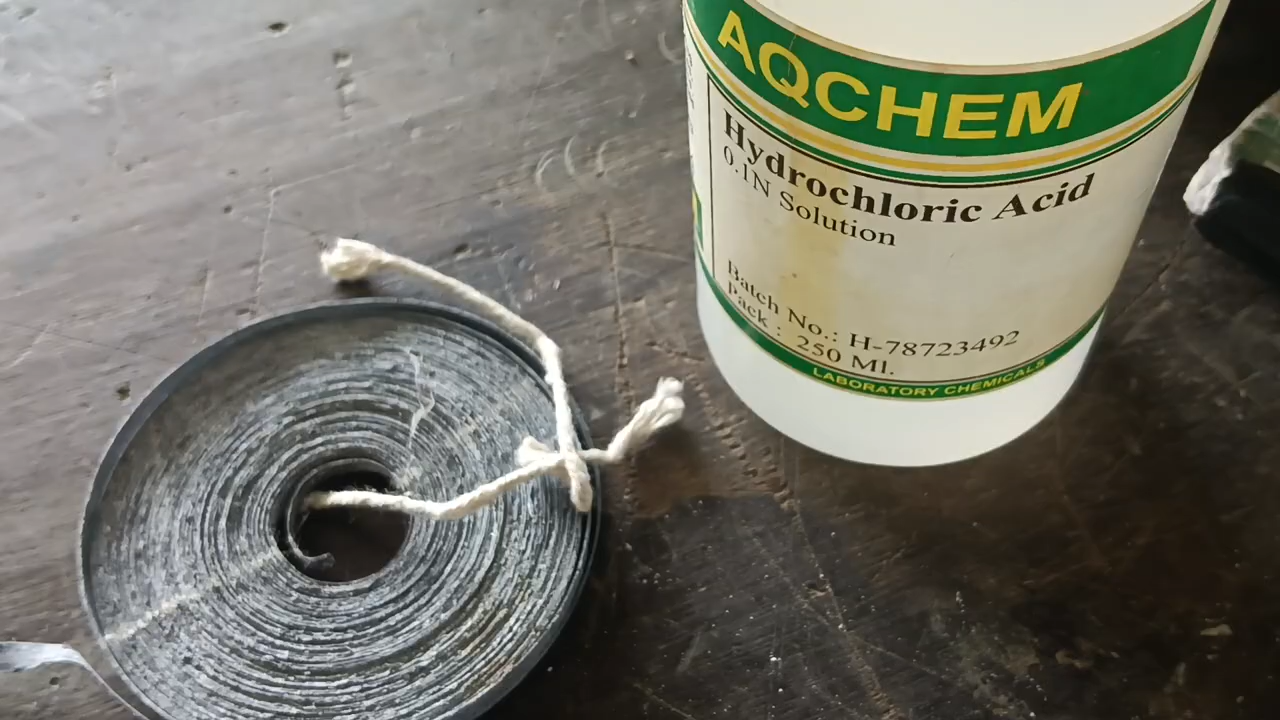 AQCHEM
Hydrochloric Acid
0.1N Solution
Batch No.: H-78723492
Pack : 250 Ml.
LABORATORY CHEMICALS